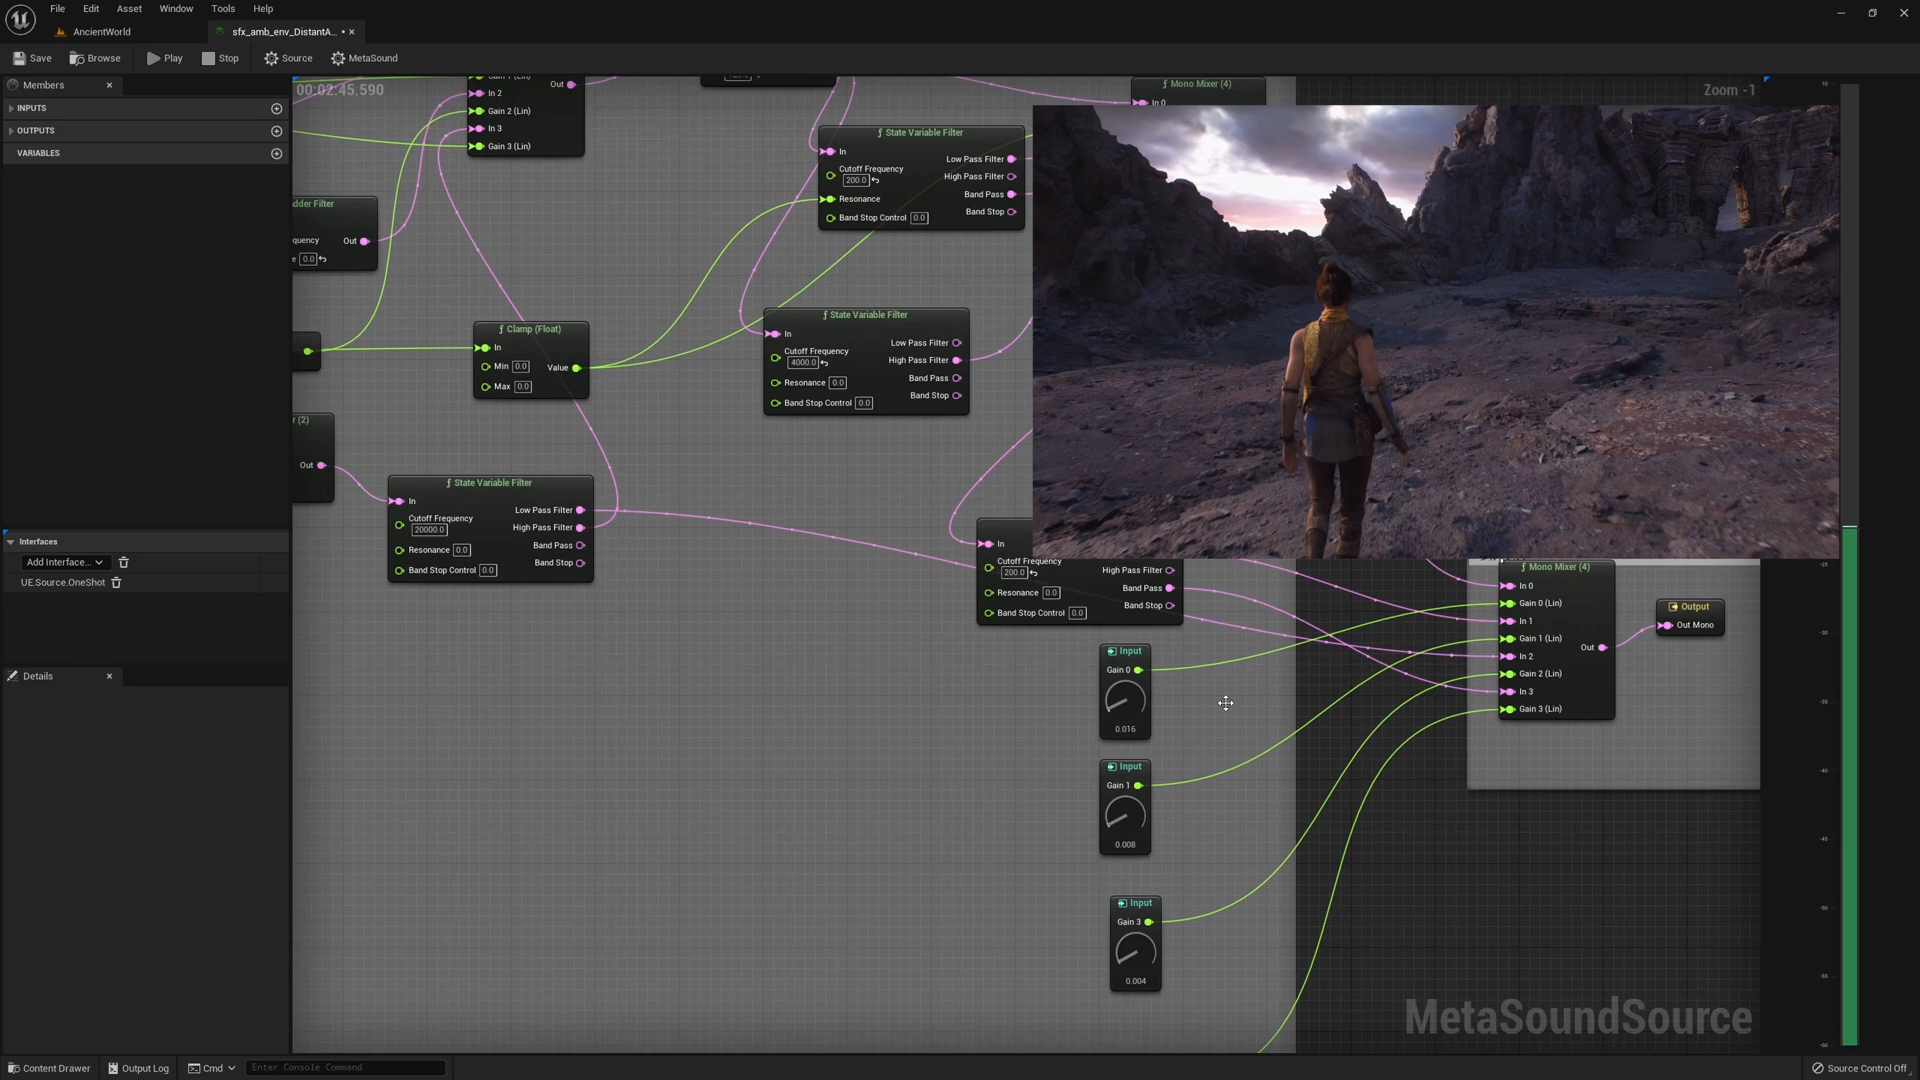 File Edit Asset Window Tools Help
AncientWorld
sfx_amb_env_DistantA...
Save Browse Play Stop Source MetaSound
Members
INPUTS
OUTPUTS
VARIABLES
Interfaces
Add Interface...
UE.Source.OneShot
Details
00:02:45.590
Zoom -1
Out
In 2
Gain 2 (Lin)
In 3
Gain 3 (Lin)
Mono Mixer (4)
In 0
State Variable Filter
In
Low Pass Filter
Cutoff Frequency
200.0
High Pass Filter
Band Pass
Resonance
Band Stop
Band Stop Control 0.0
dder Filter
quency
Out
e 0.0
Clamp (Float)
In
Min 0.0
Value
Max 0.0
State Variable Filter
In
Low Pass Filter
Cutoff Frequency
4000.0
High Pass Filter
Band Pass
Resonance 0.0
Band Stop
Band Stop Control 0.0
r (2)
Out
State Variable Filter
In
Low Pass Filter
Cutoff Frequency
20000.0
High Pass Filter
Band Pass
Resonance 0.0
Band Stop
Band Stop Control 0.0
In
Cutoff Frequency
200.0
High Pass Filter
Band Pass
Resonance 0.0
Band Stop
Band Stop Control 0.0
Mono Mixer (4)
In 0
Gain 0 (Lin)
In 1
Gain 1 (Lin)
Out
In 2
Gain 2 (Lin)
In 3
Gain 3 (Lin)
Output
Out Mono
Input
Gain 0
0.016
Input
Gain 1
0.008
Input
Gain 3
0.004
MetaSoundSource
Content Drawer Output Log Cmd Enter Console Command Source Control Off